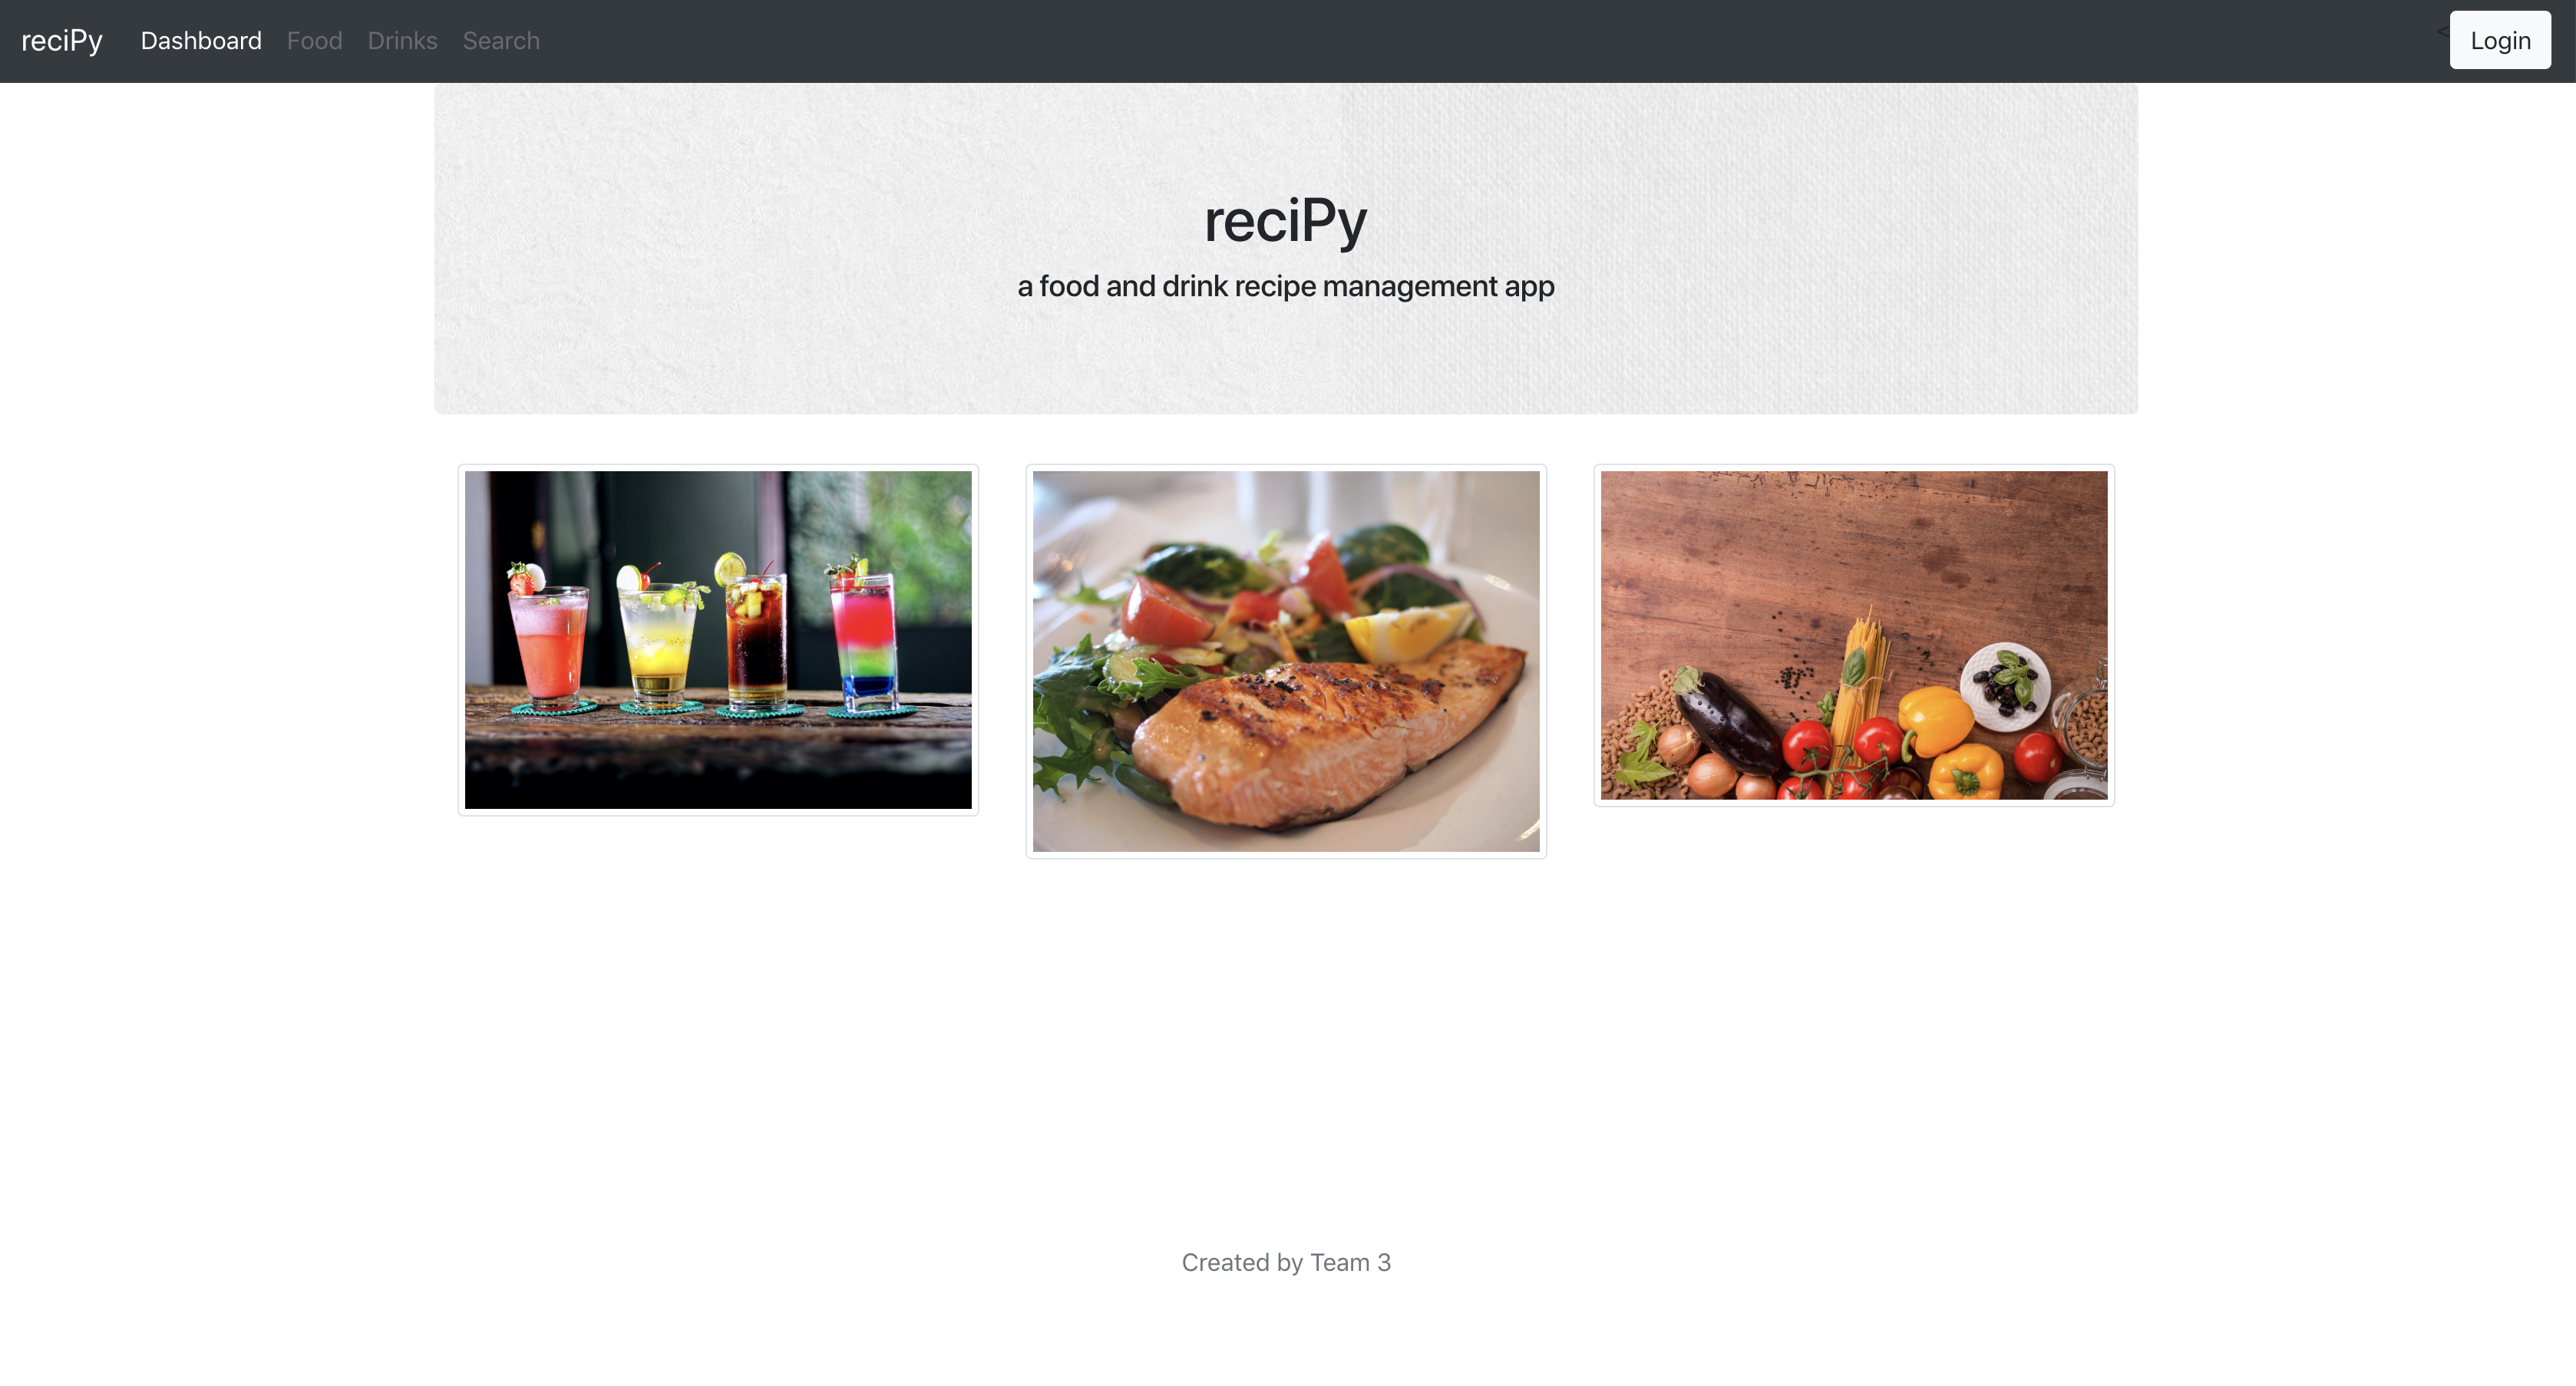 reciPy Dashboard Food Drinks Search < Login
reciPy
a food and drink recipe management app
Created by Team 3